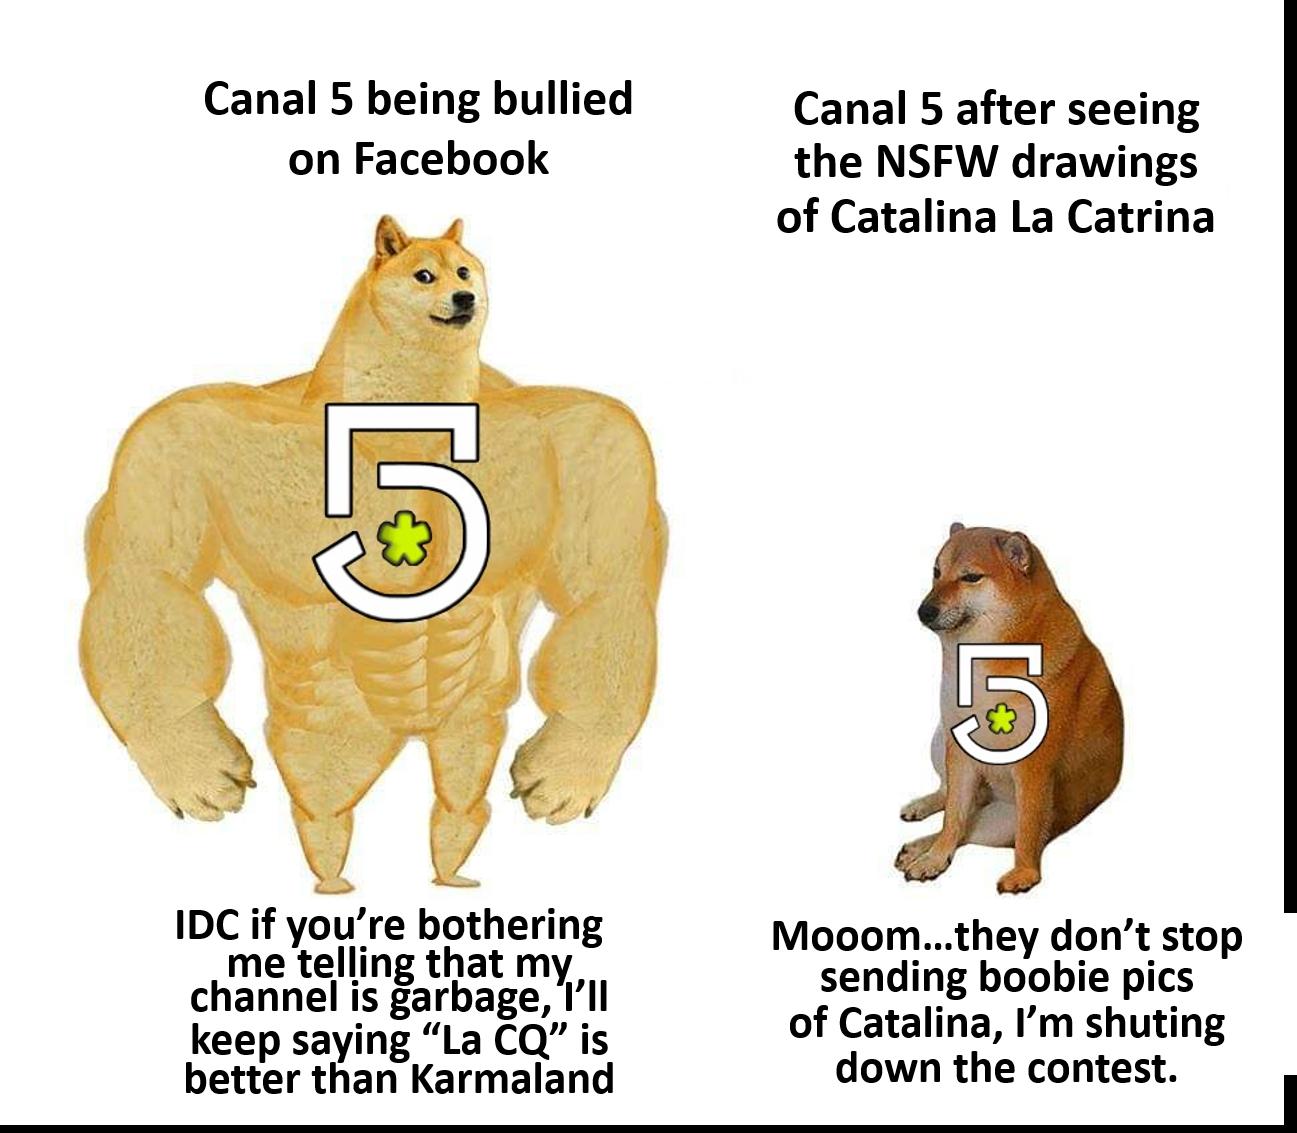 Canal 5 being bullied
on Facebook
Canal 5 after seeing
the NSFW drawings
of Catalina La Catrina
5
5
IDC if you’re bothering
me telling that my
channel is garbage, I’ll
keep saying “La CQ” is
better than Karmaland
Mooom...they don’t stop
sending boobie pics
of Catalina, I’m shuting
down the contest.